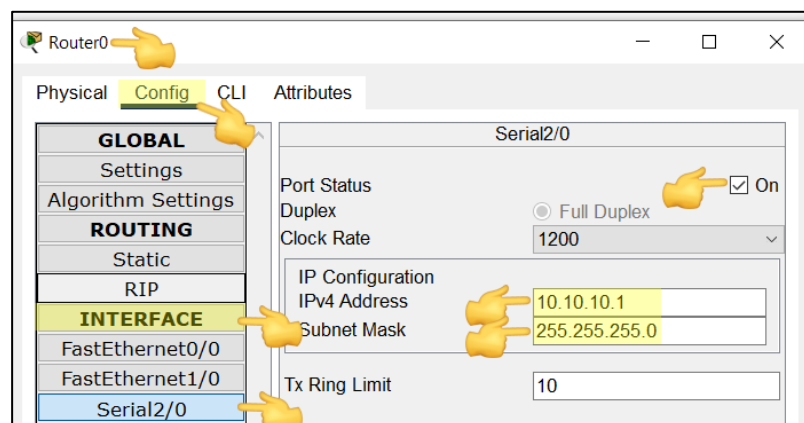 Router0
Physical Config CLI Attributes
GLOBAL
Settings
Algorithm Settings
ROUTING
Static
RIP
INTERFACE
FastEthernet0/0
FastEthernet1/0
Serial2/0
Serial2/0
Port Status On
Duplex Full Duplex
Clock Rate 1200
IP Configuration
IPv4 Address 10.10.10.1
Subnet Mask 255.255.255.0
Tx Ring Limit 10